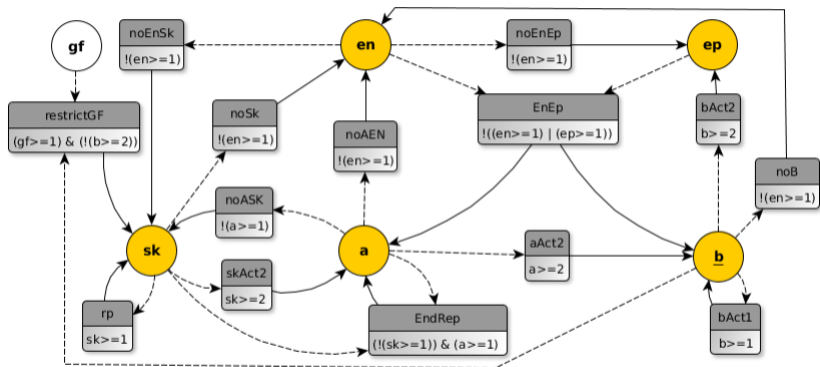 gf
noEnSk
!(en>=1)
en
noEnEp
!(en>=1)
ep
restrictGF
(gf>=1) & (!(b>=2))
noSk
!(en>=1)
noAEN
!(en>=1)
EnEp
!((en>=1) | (ep>=1))
bAct2
b>=2
noB
!(en>=1)
noASK
!(a>=1)
sk
a
aAct2
a>=2
b
skAct2
sk>=2
rp
sk>=1
EndRep
(!(sk>=1)) & (a>=1)
bAct1
b>=1